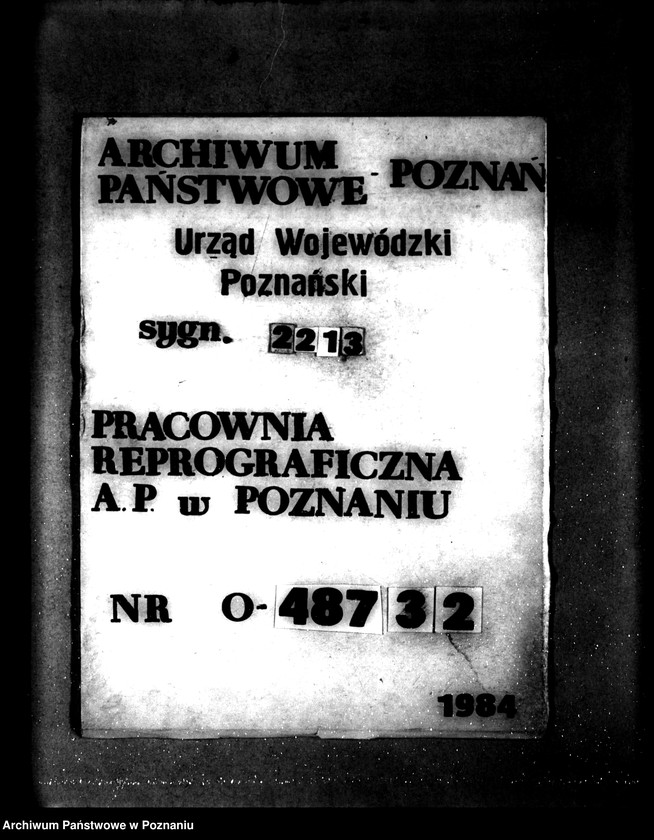 ARCHIWUM
PAŃSTWOWE - POZNAŃ
Urząd Wojewódzki
Poznański
sygn. 2213
PRACOWNIA
REPROGRAFICZNA
A.P. w POZNANIU
NR O-48732
1984
Archiwum Państwowe w Poznaniu